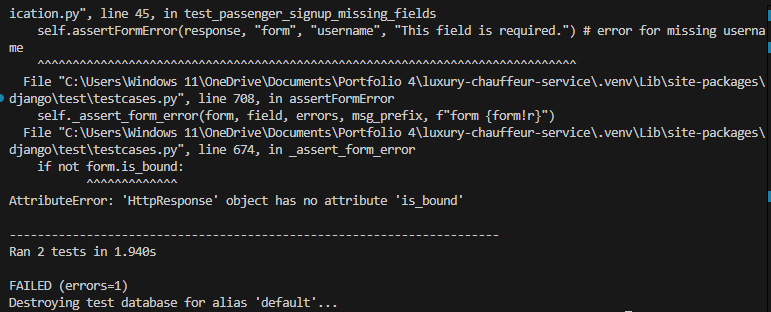 ication.py", line 45, in test_passenger_signup_missing_fields
self.assertFormError(response, "form", "username", "This field is required.") # error for missing userna
me
^^^^^^^^^^^^^^^^^^^^^^^^^^^^^^^^^^^^^^^^^^^^^^^^^^^^^^^^^^^^^^^^^^^^^^^^^^^^^
File "C:\Users\Windows 11\OneDrive\Documents\Portfolio 4\luxury-chauffeur-service\.venv\Lib\site-packages\
django\test\testcases.py", line 708, in assertFormError
self._assert_form_error(form, field, errors, msg_prefix, f"form {form!r}")
File "C:\Users\Windows 11\OneDrive\Documents\Portfolio 4\luxury-chauffeur-service\.venv\Lib\site-packages\
django\test\testcases.py", line 674, in _assert_form_error
if not form.is_bound:
^^^^^^^^^^^^^
AttributeError: 'HttpResponse' object has no attribute 'is_bound'
----------------------------------------------------------------------
Ran 2 tests in 1.940s
FAILED (errors=1)
Destroying test database for alias 'default'...